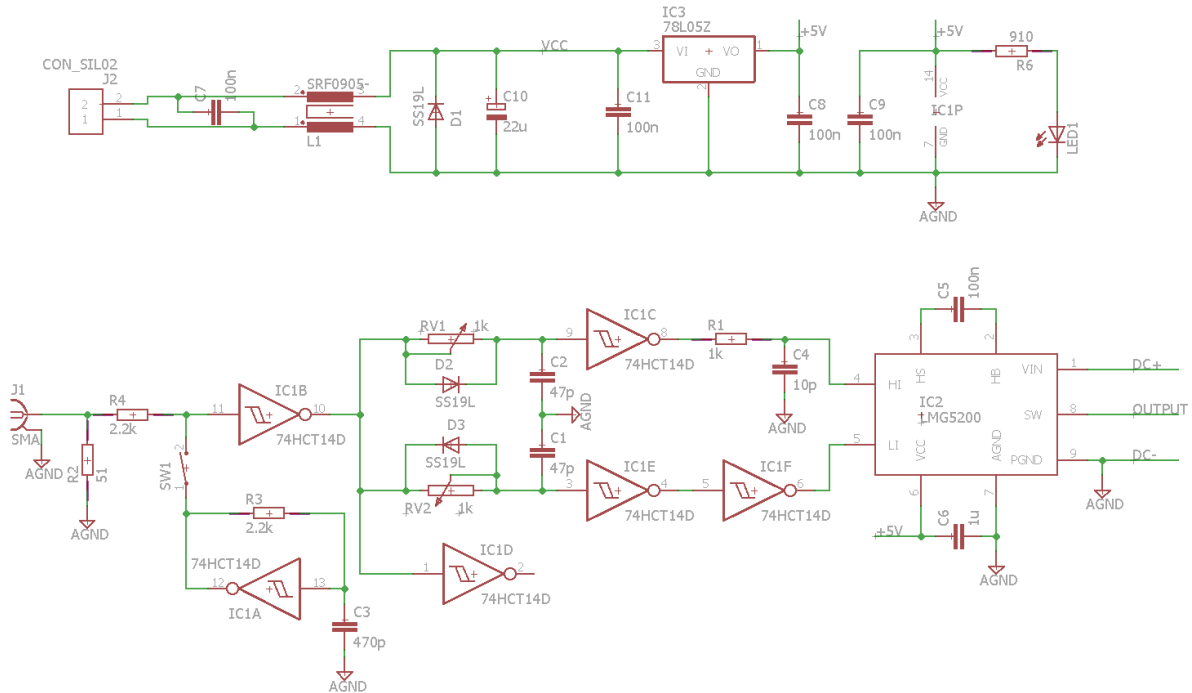 IC3
78L05Z
CON_SIL02
J2
2
1
2
1
C7
100n
SRF0905-
2
3
1
4
L1
SS19L
D1
C10
22u
VCC
C11
100n
3
VI
VO
1
GND
2
+5V
C8
100n
C9
100n
+5V
14
VCC
IC1P
7
GND
910
R6
LED1
AGND
J1
SMA
AGND
R2
51
AGND
R4
2.2k
SW1
2
1
R3
2.2k
74HCT14D
12
13
IC1A
C3
470p
AGND
IC1B
11
10
74HCT14D
RV1
1k
D2
SS19L
D3
SS19L
RV2
1k
C2
47p
AGND
C1
47p
IC1C
9
8
74HCT14D
R1
1k
C4
10p
AGND
IC1E
3
4
74HCT14D
IC1F
5
6
74HCT14D
IC1D
1
2
74HCT14D
C5
100n
3
2
HS
HB
4
HI
VIN
1
DC+
IC2
LMG5200
SW
8
OUTPUT
5
LI
VCC
AGND
PGND
9
DC-
AGND
6
7
+5V
C6
1u
AGND